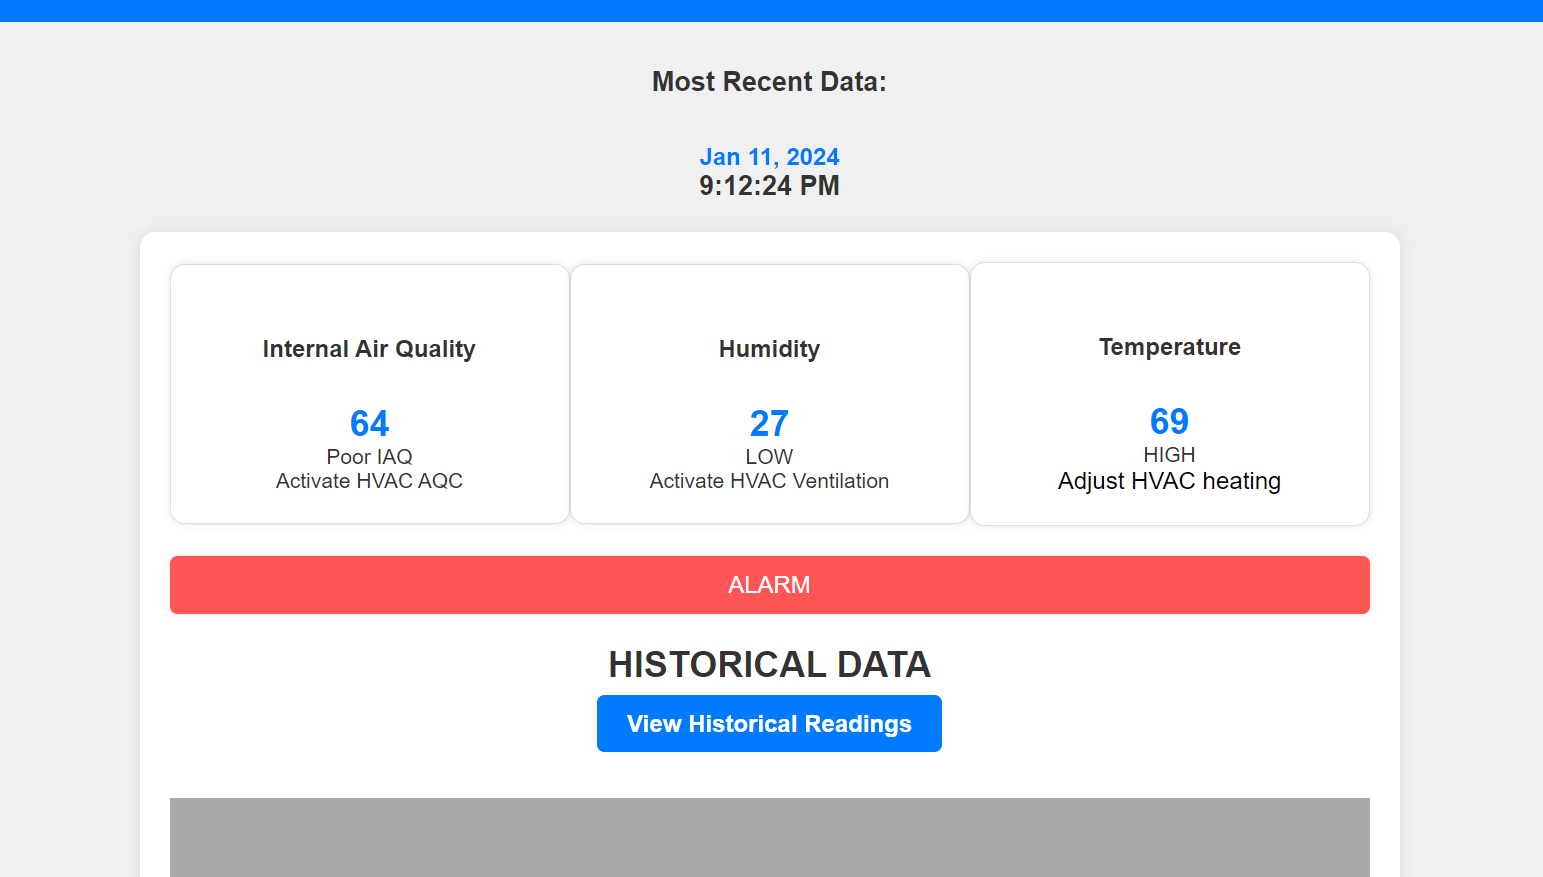 Most Recent Data:
Jan 11, 2024
9:12:24 PM
Internal Air Quality
64
Poor IAQ
Activate HVAC AQC
Humidity
27
LOW
Activate HVAC Ventilation
Temperature
69
HIGH
Adjust HVAC heating
ALARM
HISTORICAL DATA
View Historical Readings